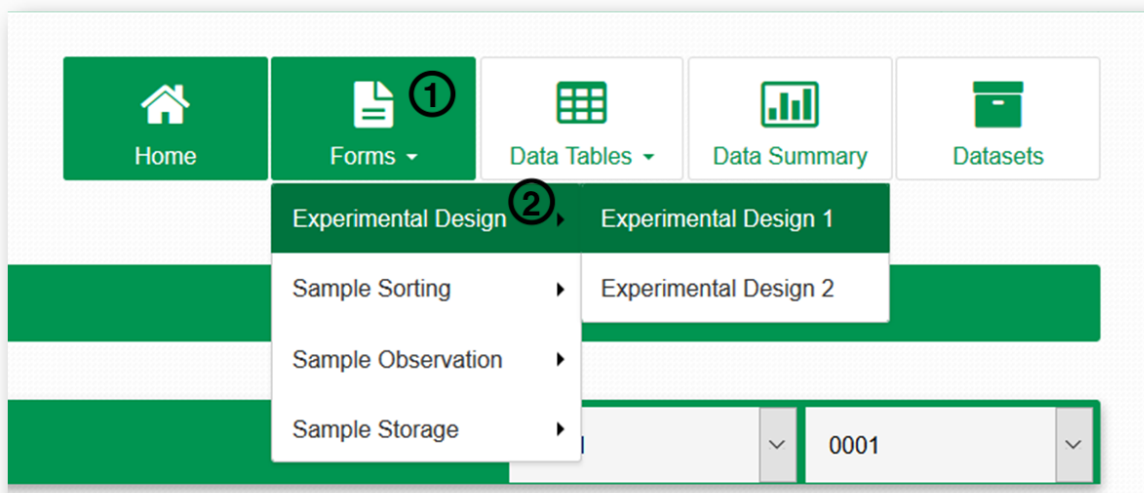 Home
Forms
1
Data Tables
Data Summary
Datasets
Experimental Design
2
Experimental Design 1
Sample Sorting
Experimental Design 2
Sample Observation
Sample Storage
0001